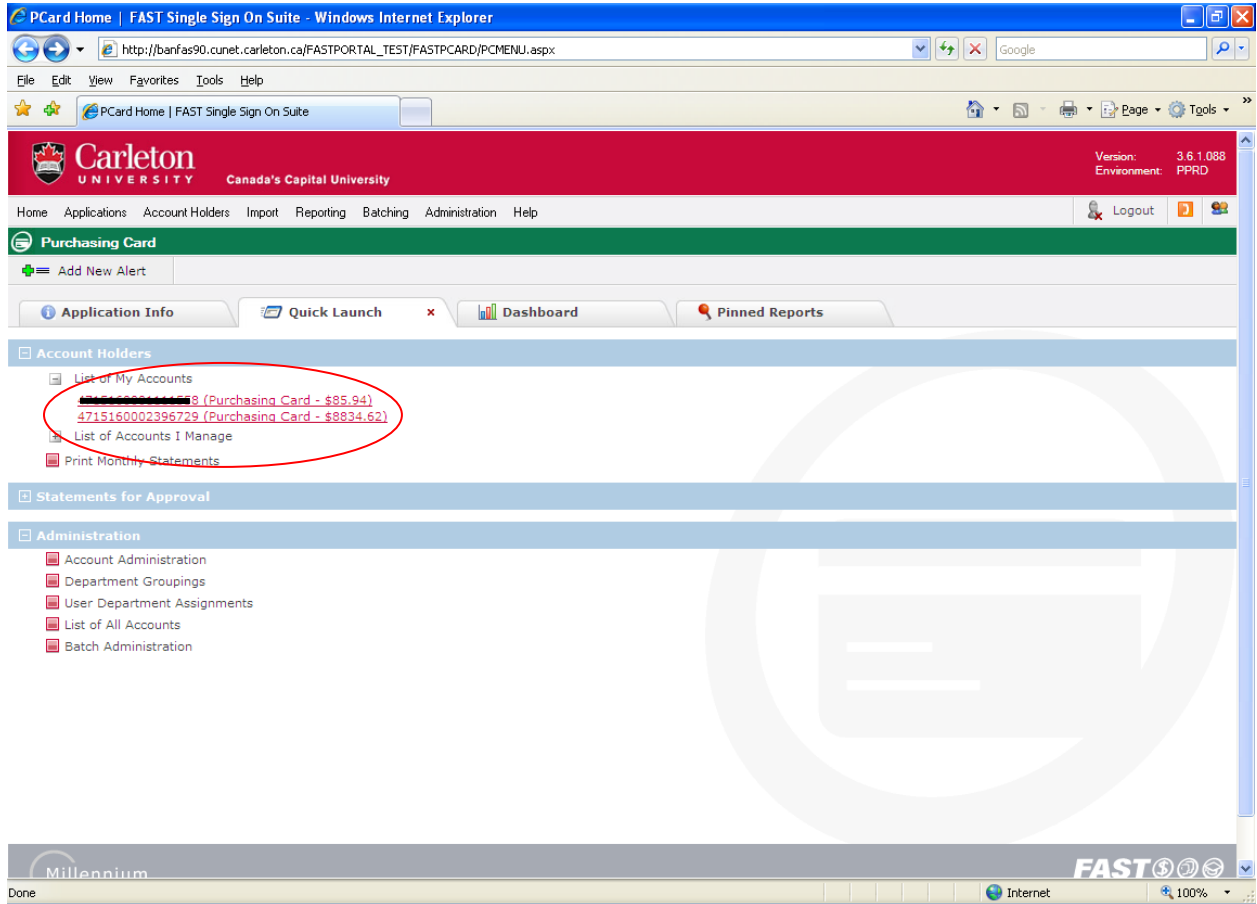 PCard Home | FAST Single Sign On Suite - Windows Internet Explorer
http://banfas90.cunet.carleton.ca/FASTPORTAL_TEST/FASTPCARD/PCMENU.aspx Google
File Edit View Favorites Tools Help
PCard Home | FAST Single Sign On Suite Page Tools »
Carleton
UNIVERSITY Canada's Capital University
Version: 3.6.1.088
Environment: PPRD
Home Applications Account Holders Import Reporting Batching Administration Help Logout
Purchasing Card
Add New Alert
Application Info Quick Launch x Dashboard Pinned Reports
Account Holders
List of My Accounts
8 (Purchasing Card - $85.94)
4715160002396729 (Purchasing Card - $8834.62)
List of Accounts I Manage
Print Monthly Statements
Statements for Approval
Administration
Account Administration
Department Groupings
User Department Assignments
List of All Accounts
Batch Administration
Millennium FAST
Done Internet 100%